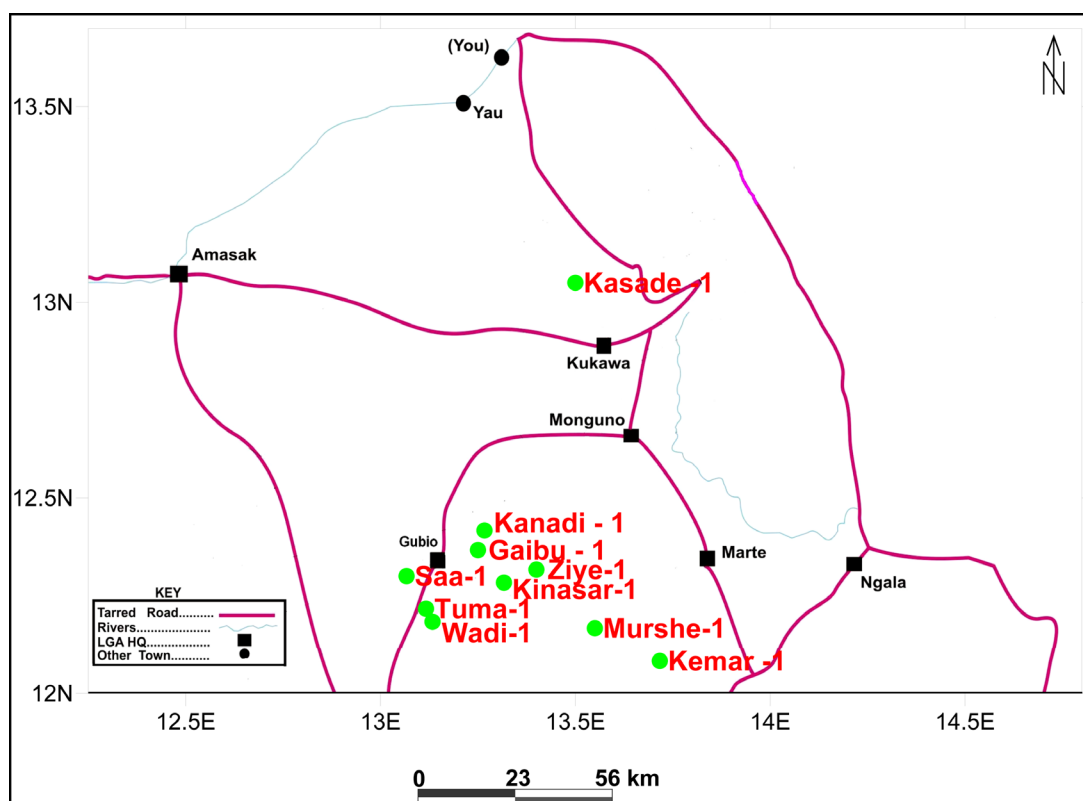 (You)
N
13.5N
Yau
Amasak
Kasade -1
13N
Kukawa
Monguno
12.5N
Kanadi - 1
Gubio
Gaibu - 1
Marte
Ziye-1
Saa-1
Kinasar-1
Ngala
KEY
Tarred Road.........
Tuma-1
Rivers......................
Murshe-1
Wadi-1
LGA HQ..................
Other Town...........
Kemar -1
12N
12.5E 13E 13.5E 14E 14.5E
0 23 56 km